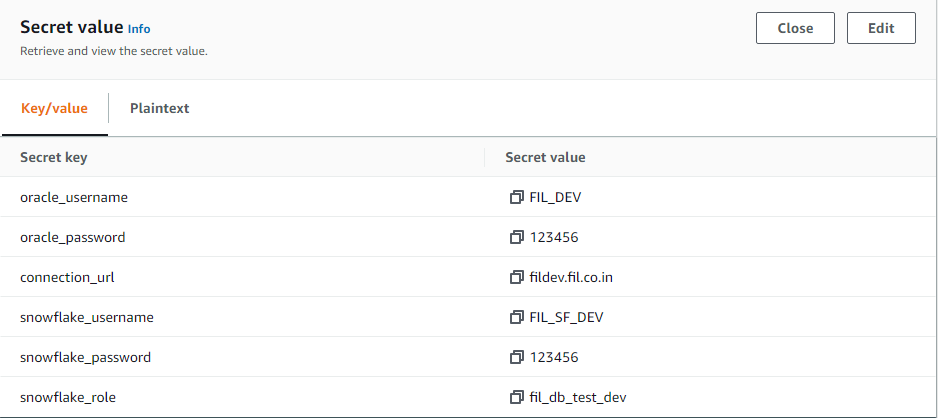 Secret value Info
Retrieve and view the secret value.
Close
Edit
Key/value
Plaintext
Secret key Secret value
oracle_username FIL_DEV
oracle_password 123456
connection_url fildev.fil.co.in
snowflake_username FIL_SF_DEV
snowflake_password 123456
snowflake_role fil_db_test_dev